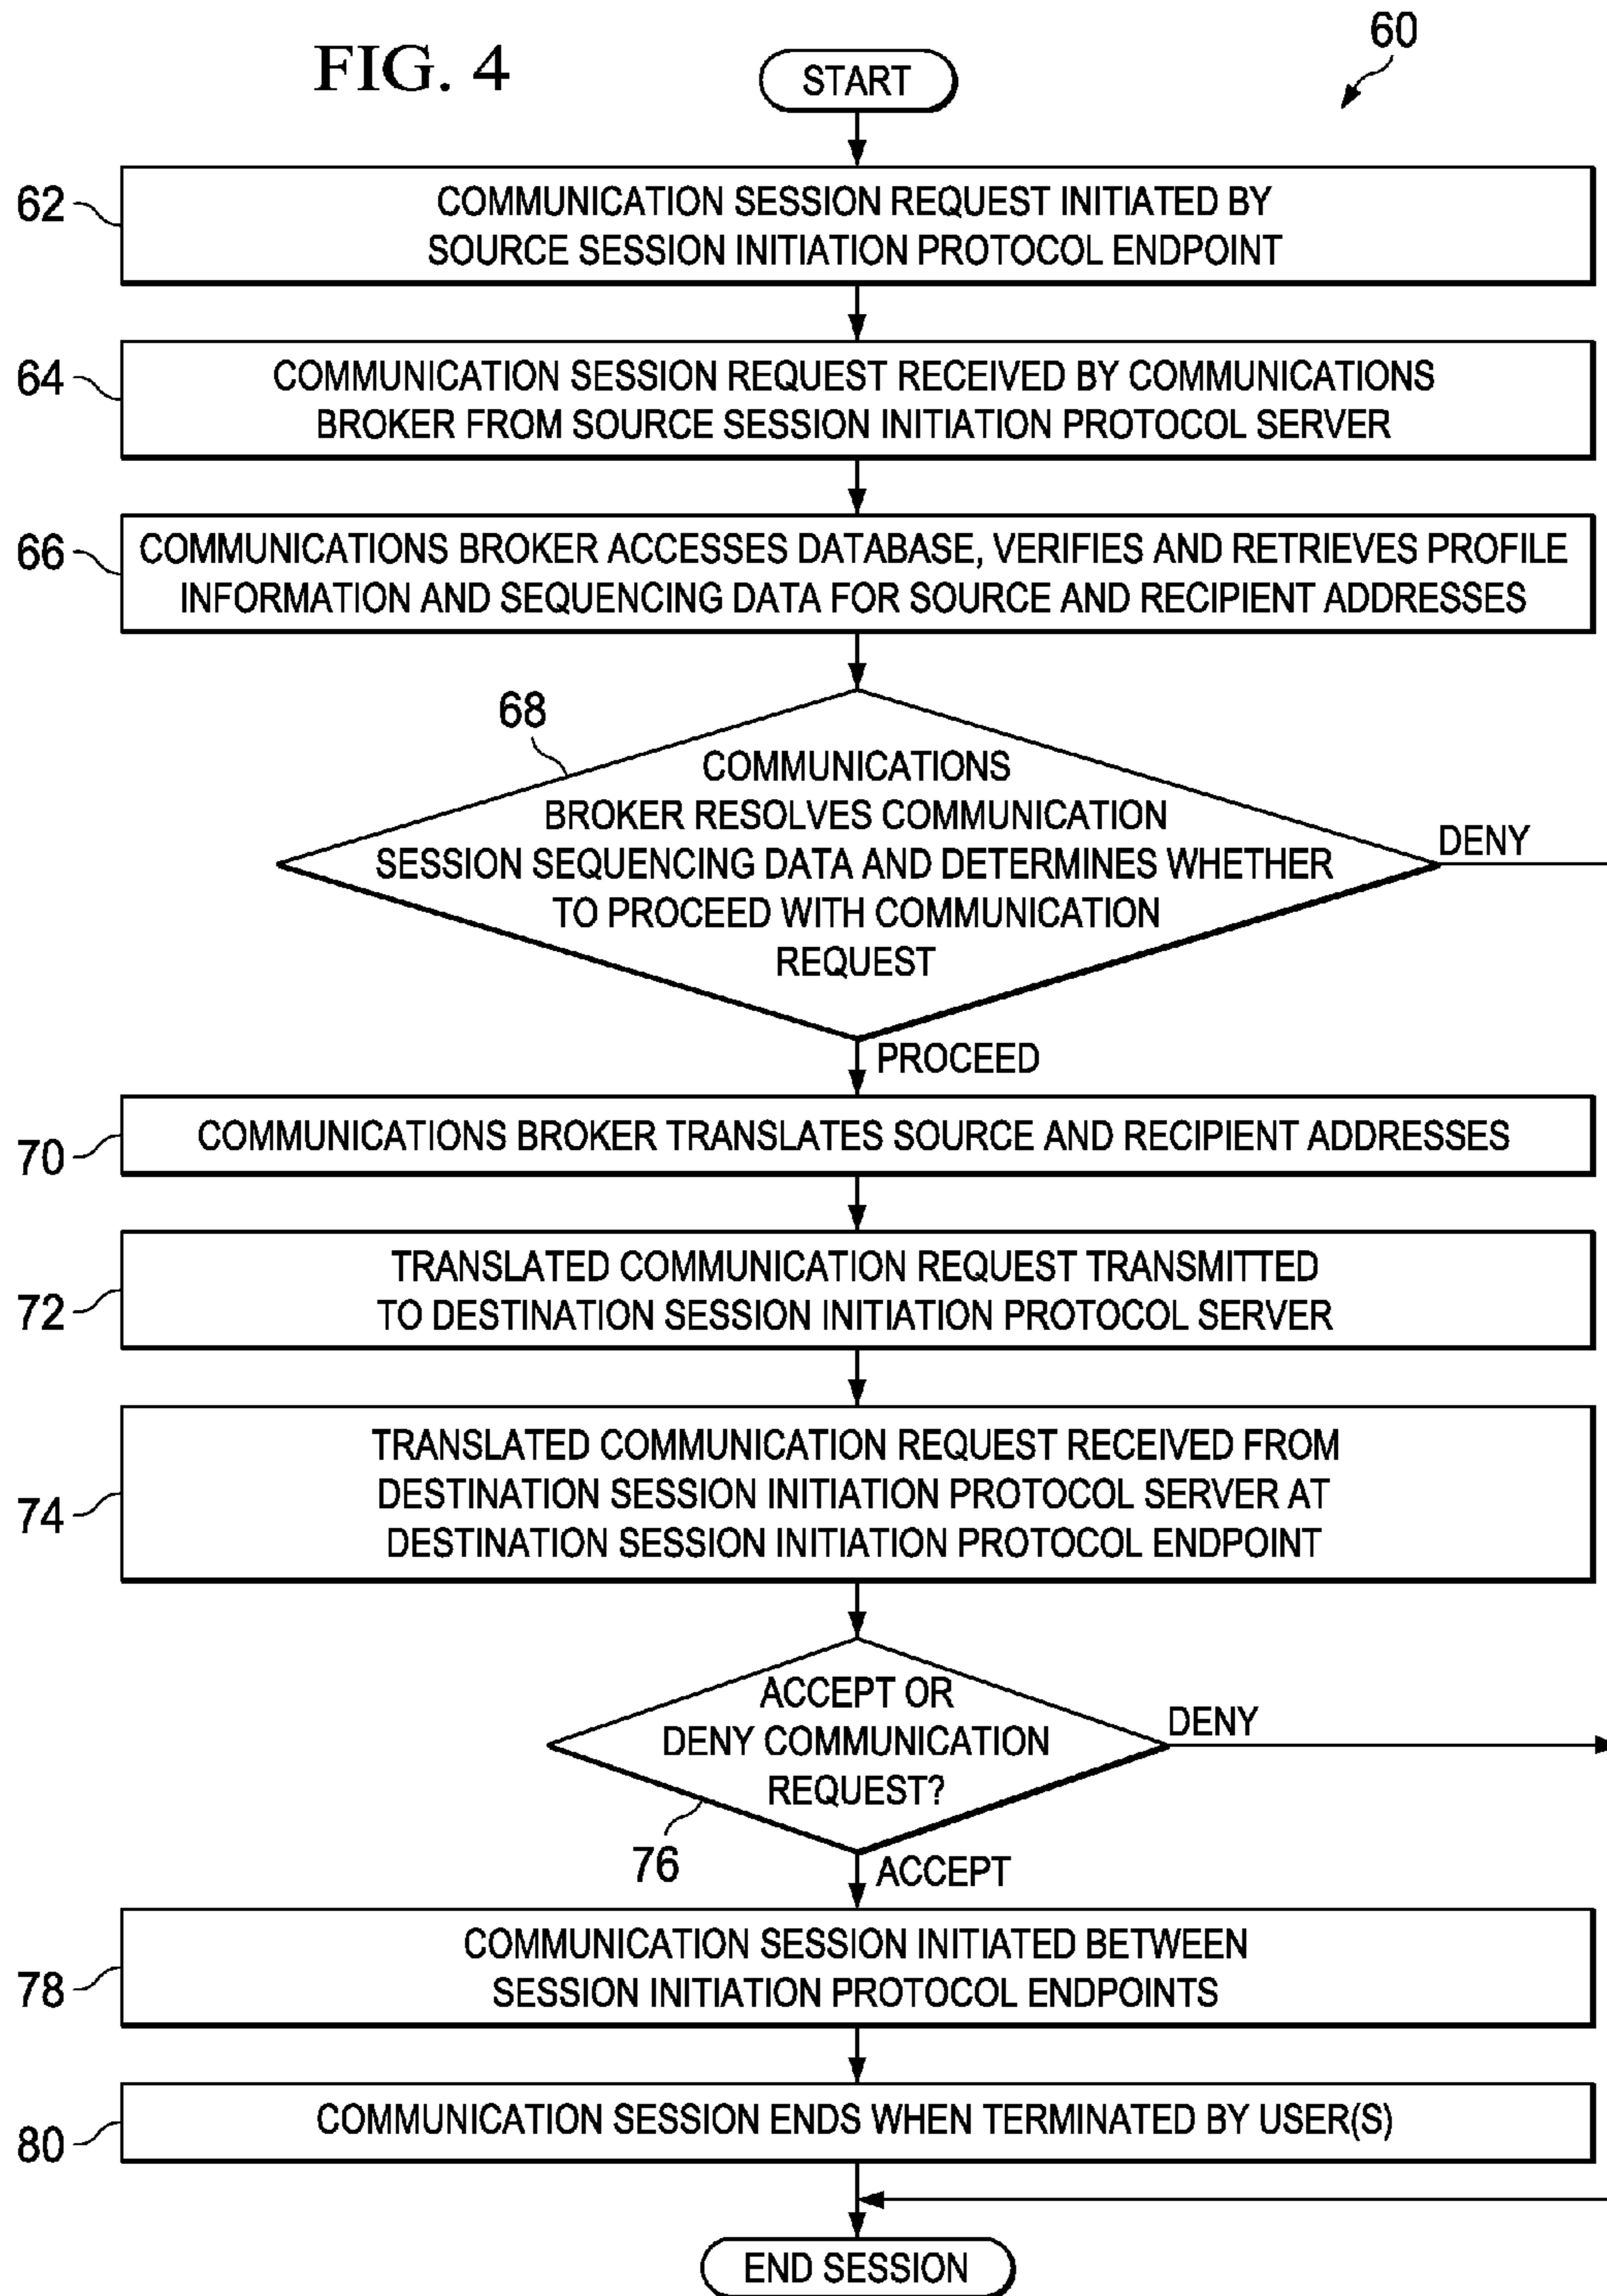 FIG. 4
60
START
62
COMMUNICATION SESSION REQUEST INITIATED BY
SOURCE SESSION INITIATION PROTOCOL ENDPOINT
64
COMMUNICATION SESSION REQUEST RECEIVED BY COMMUNICATIONS
BROKER FROM SOURCE SESSION INITIATION PROTOCOL SERVER
66
COMMUNICATIONS BROKER ACCESSES DATABASE, VERIFIES AND RETRIEVES PROFILE
INFORMATION AND SEQUENCING DATA FOR SOURCE AND RECIPIENT ADDRESSES
68
COMMUNICATIONS
BROKER RESOLVES COMMUNICATION
SESSION SEQUENCING DATA AND DETERMINES WHETHER
TO PROCEED WITH COMMUNICATION
REQUEST
DENY
PROCEED
70
COMMUNICATIONS BROKER TRANSLATES SOURCE AND RECIPIENT ADDRESSES
72
TRANSLATED COMMUNICATION REQUEST TRANSMITTED
TO DESTINATION SESSION INITIATION PROTOCOL SERVER
74
TRANSLATED COMMUNICATION REQUEST RECEIVED FROM
DESTINATION SESSION INITIATION PROTOCOL SERVER AT
DESTINATION SESSION INITIATION PROTOCOL ENDPOINT
ACCEPT OR
DENY COMMUNICATION
REQUEST?
DENY
76
ACCEPT
78
COMMUNICATION SESSION INITIATED BETWEEN
SESSION INITIATION PROTOCOL ENDPOINTS
80
COMMUNICATION SESSION ENDS WHEN TERMINATED BY USER(S)
END SESSION